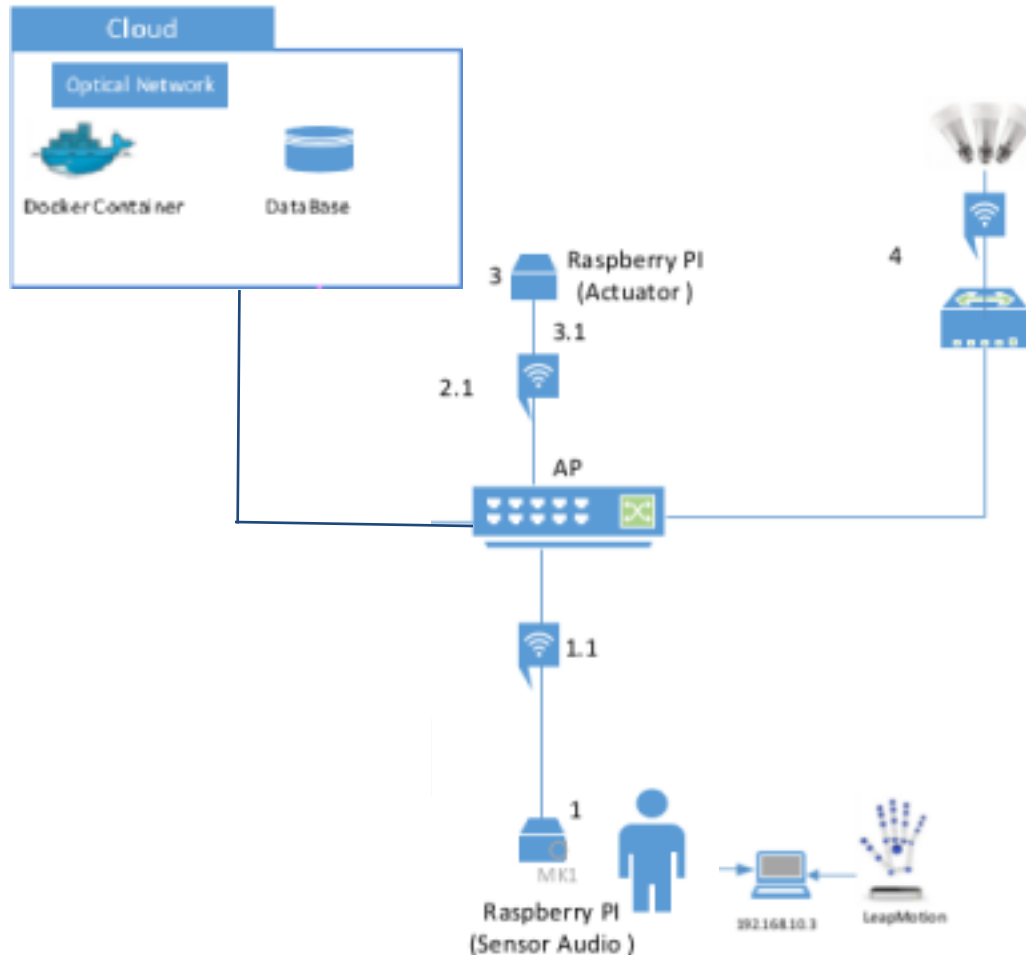 Cloud
Optical Network
Docker Container
DataBase
3
Raspberry PI
(Actuator )
4
3.1
2.1
AP
1.1
1
MK1
Raspberry PI
(Sensor Audio )
192.168.10.3
LeapMotion